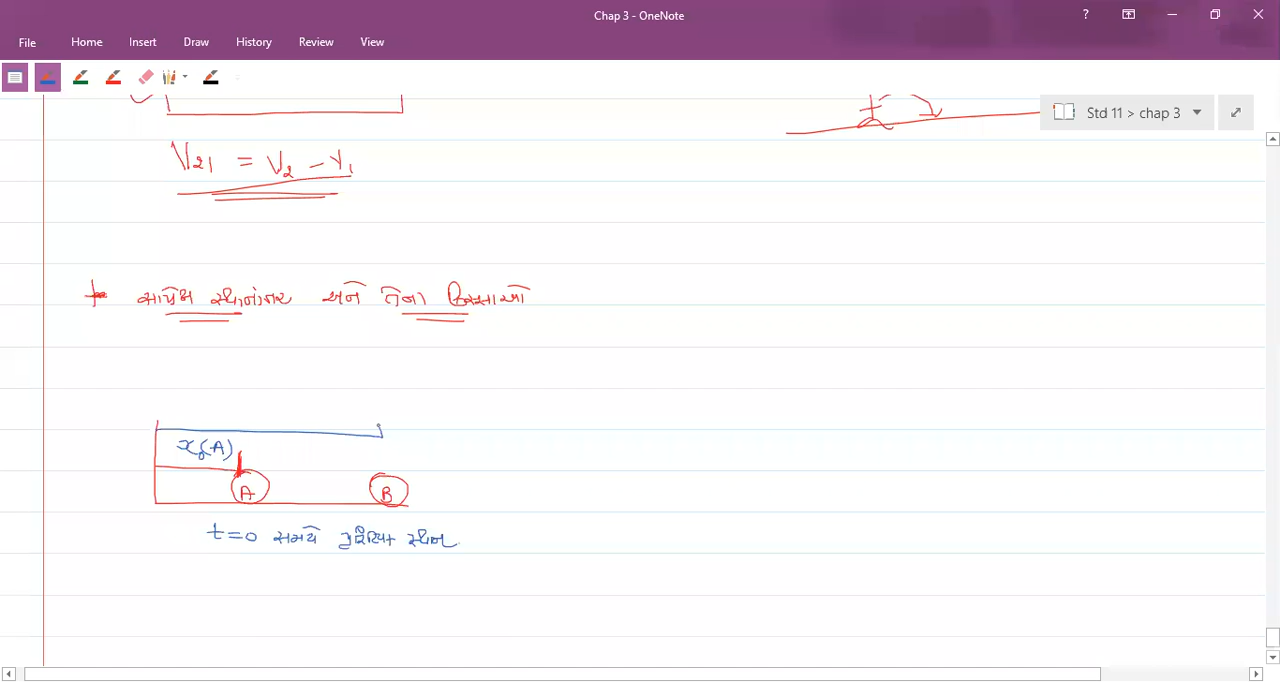 Chap 3 - OneNote
?
File Home Insert Draw History Review View
Std 11 > chap 3
V21 = V2 - V1
સાપેક્ષ સ્થાનાંતર અને તેના કિસ્સાઓ
x0(A)
A B
t=0 સમયે પ્રારંભિક સ્થાન